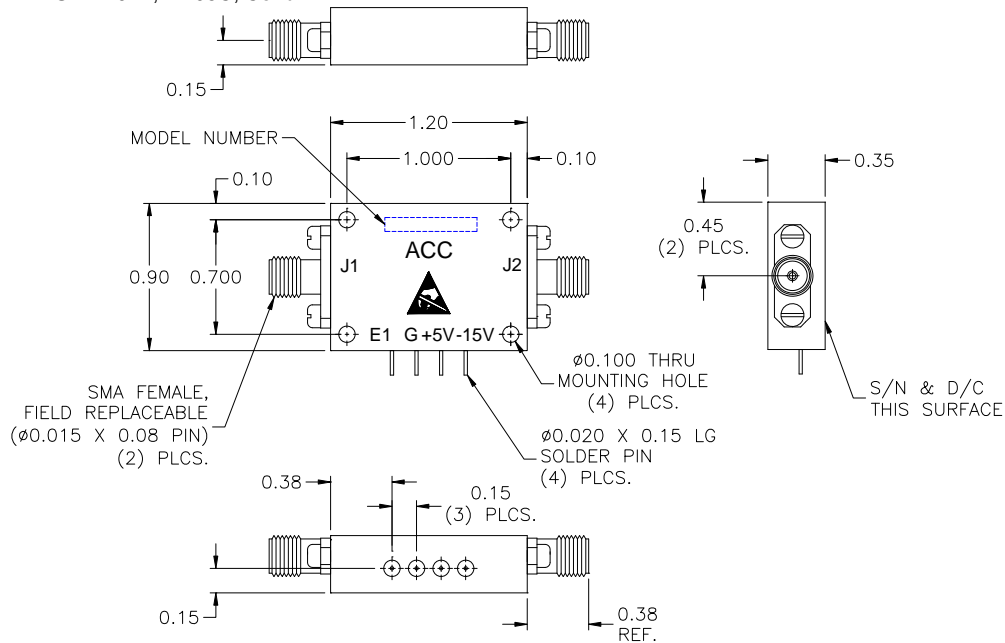 0.15
1.20
MODEL NUMBER
1.000
0.10
0.10
0.35
0.45
(2) PLCS.
ACC
J1
J2
0.90
0.700
E1 G +5V -15V
SMA FEMALE,
FIELD REPLACEABLE
(ø0.015 X 0.08 PIN)
(2) PLCS.
ø0.100 THRU
MOUNTING HOLE
(4) PLCS.
S/N & D/C
THIS SURFACE
ø0.020 X 0.15 LG
SOLDER PIN
(4) PLCS.
0.38
0.15
(3) PLCS.
0.15
0.38
REF.